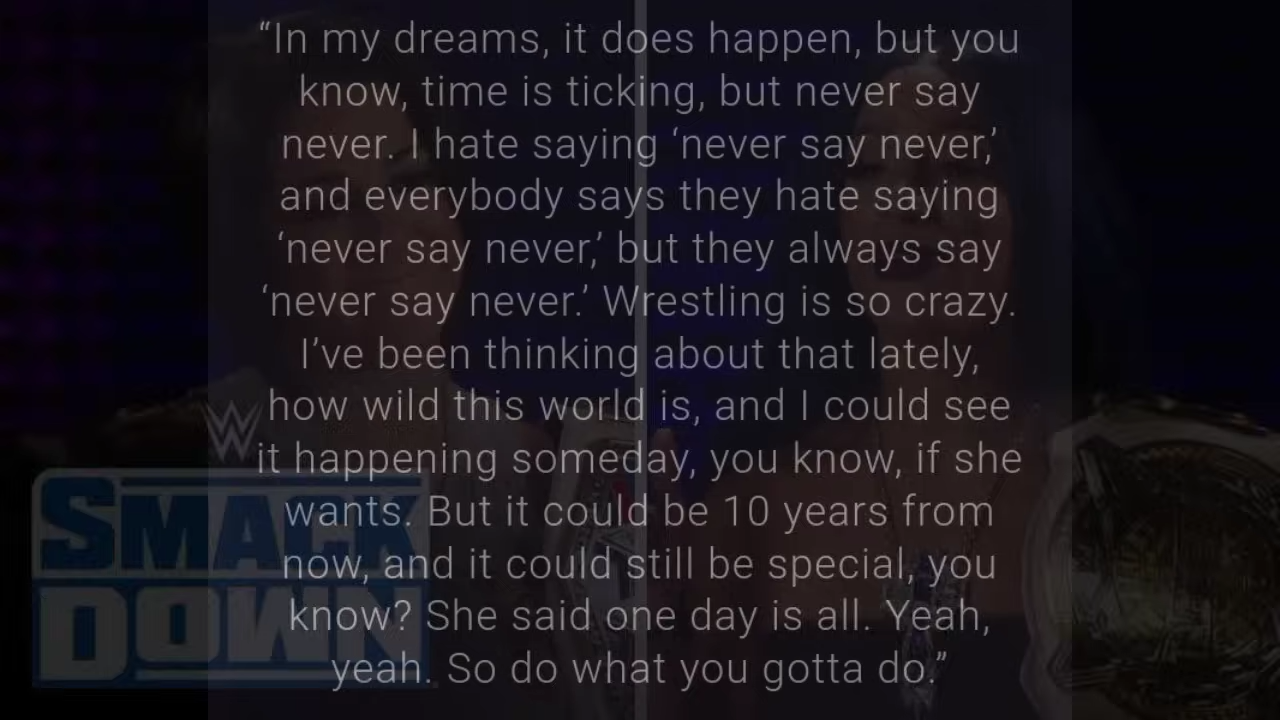 “In my dreams, it does happen, but you
know, time is ticking, but never say
never. I hate saying ‘never say never,’
and everybody says they hate saying
‘never say never,’ but they always say
‘never say never.’ Wrestling is so crazy.
I’ve been thinking about that lately,
how wild this world is, and I could see
it happening someday, you know, if she
wants. But it could be 10 years from
now, and it could still be special, you
know? She said one day is all. Yeah,
yeah. So do what you gotta do.”
W
SMACK
DOWN